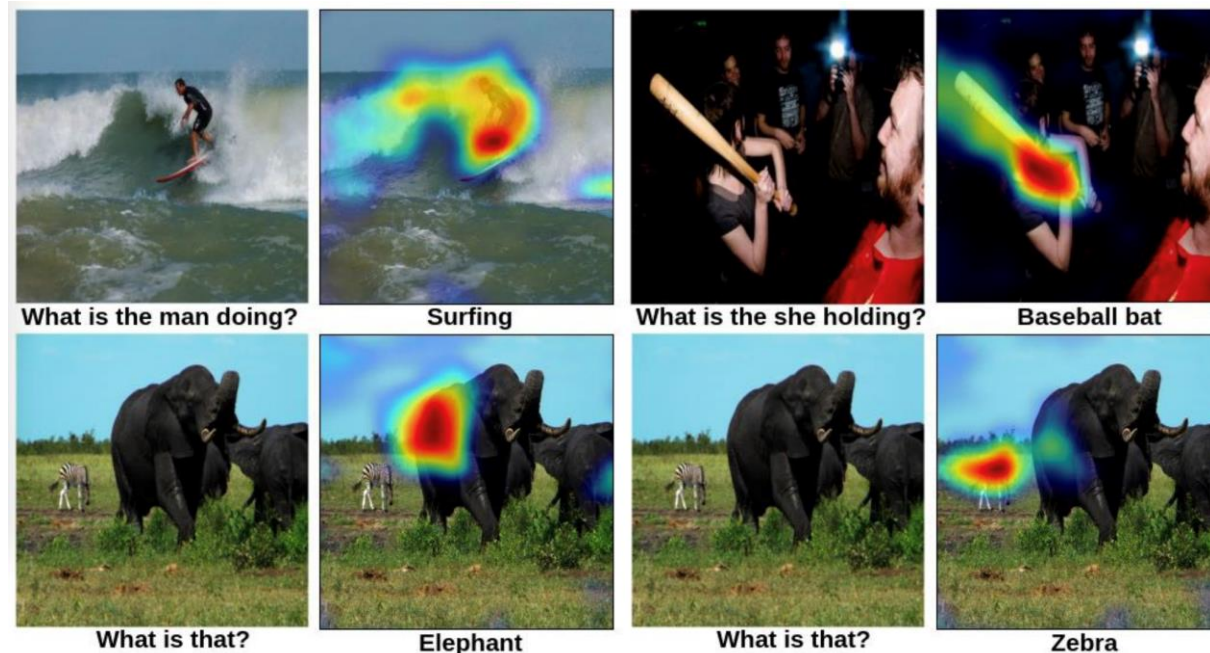 What is the man doing?
Surfing
What is the she holding?
Baseball bat
What is that?
Elephant
What is that?
Zebra